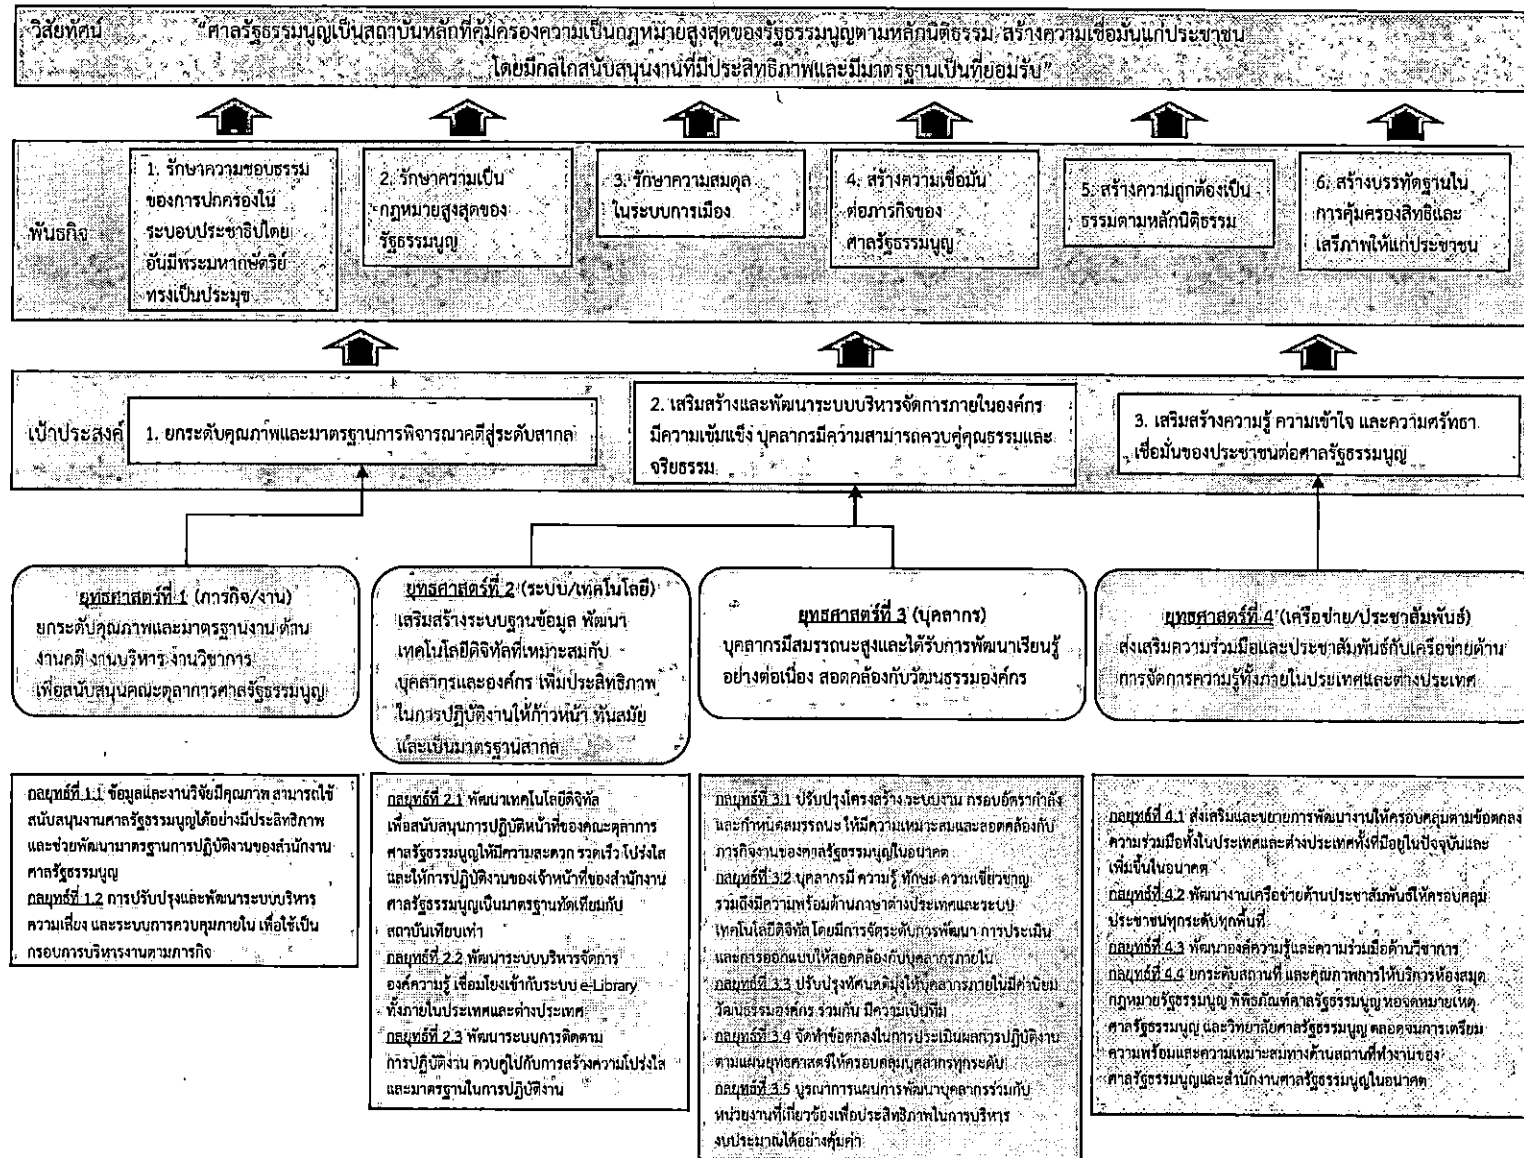 วิสัยทัศน์ "ศาลรัฐธรรมนูญเป็นสถาบันหลักที่คุ้มครองความเป็นกฎหมายสูงสุดของรัฐธรรมนูญตามหลักนิติธรรม สร้างความเชื่อมั่นแก่ประชาชน
โดยมีกลไกสนับสนุนงานที่มีประสิทธิภาพและมีมาตรฐานเป็นที่ยอมรับ"
พันธกิจ
1. รักษาความชอบธรรม
ของการปกครองใน
ระบอบประชาธิปไตย
อันมีพระมหากษัตริย์
ทรงเป็นประมุข
2. รักษาความเป็น
กฎหมายสูงสุดของ
รัฐธรรมนูญ
3. รักษาความสมดุล
ในระบบการเมือง
4. สร้างความเชื่อมั่น
ต่อภารกิจของ
ศาลรัฐธรรมนูญ
5. สร้างความถูกต้องเป็น
ธรรมตามหลักนิติธรรม
6. สร้างบรรทัดฐานใน
การคุ้มครองสิทธิและ
เสรีภาพให้แก่ประชาชน
เป้าประสงค์
1. ยกระดับคุณภาพและมาตรฐานการพิจารณาคดีสู่ระดับสากล
2. เสริมสร้างและพัฒนาระบบบริหารจัดการภายในองค์กร
มีความเข้มแข็ง บุคลากรมีความสามารถควบคู่คุณธรรมและ
จริยธรรม
3. เสริมสร้างความรู้ ความเข้าใจ และความศรัทธา
เชื่อมั่นของประชาชนต่อศาลรัฐธรรมนูญ
ยุทธศาสตร์ที่ 1 (ภารกิจ/งาน)
ยกระดับคุณภาพและมาตรฐานงาน ด้าน
งานคดี งานบริหาร งานวิชาการ
เพื่อสนับสนุนคณะตุลาการศาลรัฐธรรมนูญ
ยุทธศาสตร์ที่ 2 (ระบบ/เทคโนโลยี)
เสริมสร้างระบบฐานข้อมูล พัฒนา
เทคโนโลยีดิจิทัลที่เหมาะสมกับ
บุคลากรและองค์กร เพิ่มประสิทธิภาพ
ในการปฏิบัติงานให้ก้าวหน้า ทันสมัย
และเป็นมาตรฐานสากล
ยุทธศาสตร์ที่ 3 (บุคลากร)
บุคลากรมีสมรรถนะสูงและได้รับการพัฒนาเรียนรู้
อย่างต่อเนื่อง สอดคล้องกับวัฒนธรรมองค์กร
ยุทธศาสตร์ที่ 4 (เครือข่าย/ประชาสัมพันธ์)
ส่งเสริมความร่วมมือและประชาสัมพันธ์กับเครือข่ายด้าน
การจัดการความรู้ทั้งภายในประเทศและต่างประเทศ
กลยุทธ์ที่ 1.1 ข้อมูลและงานวิจัยมีคุณภาพ สามารถใช้
สนับสนุนงานศาลรัฐธรรมนูญได้อย่างมีประสิทธิภาพ
และช่วยพัฒนามาตรฐานการปฏิบัติงานของสำนักงาน
ศาลรัฐธรรมนูญ
กลยุทธ์ที่ 1.2 การปรับปรุงและพัฒนาระบบบริหาร
ความเสี่ยง และระบบการควบคุมภายใน เพื่อใช้เป็น
กรอบการบริหารงานตามภารกิจ
กลยุทธ์ที่ 2.1 พัฒนาเทคโนโลยีดิจิทัล
เพื่อสนับสนุนการปฏิบัติหน้าที่ของคณะตุลาการ
ศาลรัฐธรรมนูญให้มีความสะดวก รวดเร็ว โปร่งใส
และให้การปฏิบัติงานของเจ้าหน้าที่ของสำนักงาน
ศาลรัฐธรรมนูญเป็นมาตรฐานทัดเทียมกับ
สถาบันเทียบเท่า
กลยุทธ์ที่ 2.2 พัฒนาระบบบริหารจัดการ
องค์ความรู้ เชื่อมโยงเข้ากับระบบ e-Library
ทั้งภายในประเทศและต่างประเทศ
กลยุทธ์ที่ 2.3 พัฒนาระบบการติดตาม
การปฏิบัติงาน ควบคู่ไปกับการสร้างความโปร่งใส
และมาตรฐานในการปฏิบัติงาน
กลยุทธ์ที่ 3.1 ปรับปรุงโครงสร้าง ระบบงาน กรอบอัตรากำลัง
และกำหนดสมรรถนะ ให้มีความเหมาะสมและสอดคล้องกับ
ภารกิจงานของศาลรัฐธรรมนูญในอนาคต
กลยุทธ์ที่ 3.2 บุคลากรมี ความรู้ ทักษะ ความเชี่ยวชาญ
รวมถึงมีความพร้อมด้านภาษาต่างประเทศและระบบ
เทคโนโลยีดิจิทัล โดยมีการจัดระดับการพัฒนา การประเมิน
และการออกแบบให้สอดคล้องกับบุคลากรภายใน
กลยุทธ์ที่ 3.3 ปรับปรุงทัศนคติมุ่งให้บุคลากรภายในมีค่านิยม
วัฒนธรรมองค์กร ร่วมกัน มีความเป็นทีม
กลยุทธ์ที่ 3.4 จัดทำข้อตกลงในการประเมินผลการปฏิบัติงาน
ตามแผนยุทธศาสตร์ให้ครอบคลุมบุคลากรทุกระดับ
กลยุทธ์ที่ 3.5 บูรณาการแผนการพัฒนาบุคลากรร่วมกับ
หน่วยงานที่เกี่ยวข้องเพื่อประสิทธิภาพในการบริหาร
งบประมาณได้อย่างคุ้มค่า
กลยุทธ์ที่ 4.1 ส่งเสริมและขยายการพัฒนางานให้ครอบคลุมตามข้อตกลง
ความร่วมมือทั้งในประเทศและต่างประเทศทั้งที่มีอยู่ในปัจจุบันและ
เพิ่มขึ้นในอนาคต
กลยุทธ์ที่ 4.2 พัฒนางานเครือข่ายด้านประชาสัมพันธ์ให้ครอบคลุม
ประชาชนทุกระดับทุกพื้นที่
กลยุทธ์ที่ 4.3 พัฒนาองค์ความรู้และความร่วมมือด้านวิชาการ
กลยุทธ์ที่ 4.4 ยกระดับสถานที่ และคุณภาพการให้บริการห้องสมุด
กฎหมายรัฐธรรมนูญ พิพิธภัณฑ์ศาลรัฐธรรมนูญ หอจดหมายเหตุ
ศาลรัฐธรรมนูญ และวิทยาลัยศาลรัฐธรรมนูญ ตลอดจนการเตรียม
ความพร้อมและความเหมาะสมทางด้านสถานที่ทำงานของ
ศาลรัฐธรรมนูญและสำนักงานศาลรัฐธรรมนูญในอนาคต